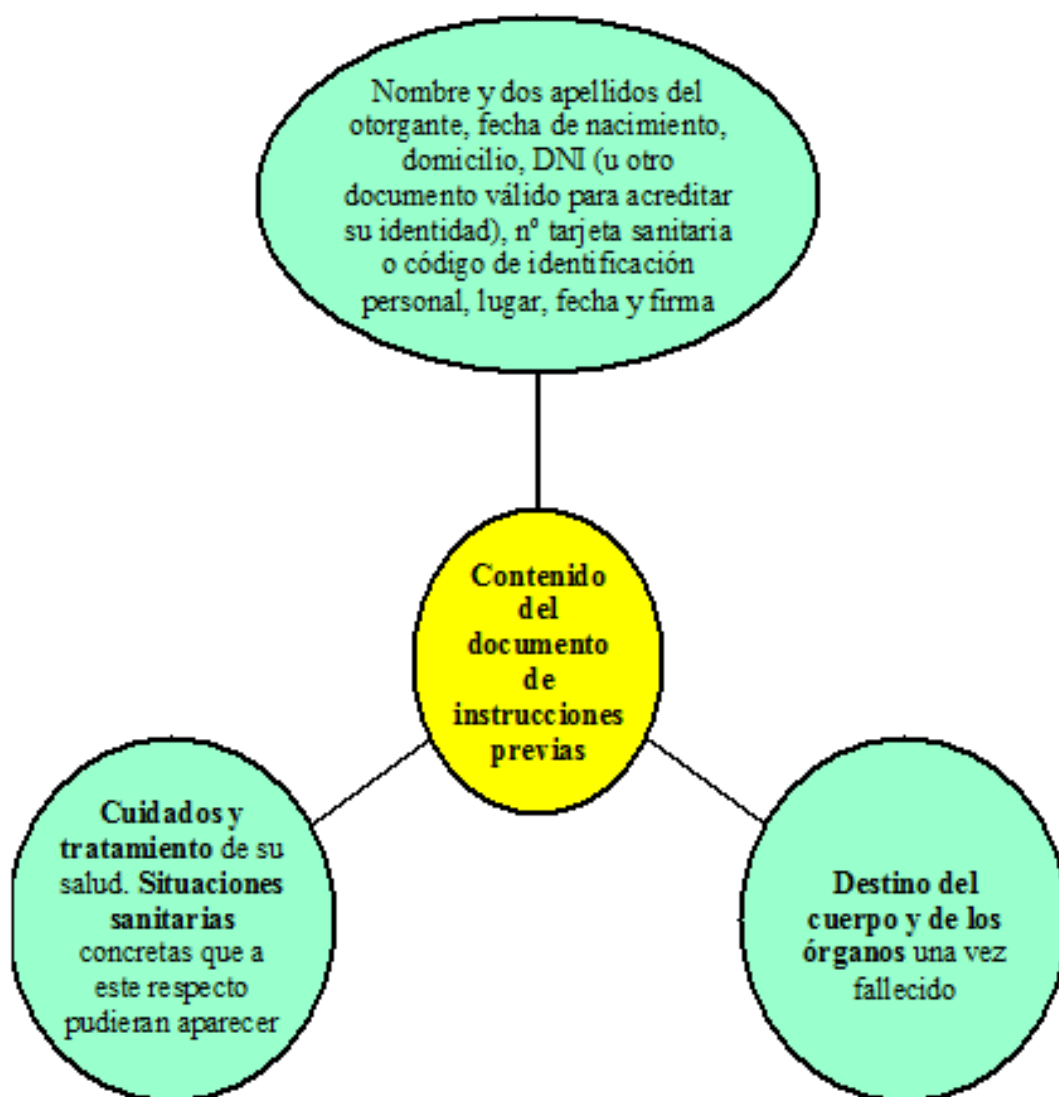 Nombre y dos apellidos del
otorgante, fecha de nacimiento,
domicilio, DNI (u otro
documento válido para acreditar
su identidad), nº tarjeta sanitaria
o código de identificación
personal, lugar, fecha y firma
Contenido
del
documento
de
instrucciones
previas
Cuidados y
tratamiento de su
salud. Situaciones
sanitarias
concretas que a
este respecto
pudieran aparecer
Destino del
cuerpo y de los
órganos una vez
fallecido